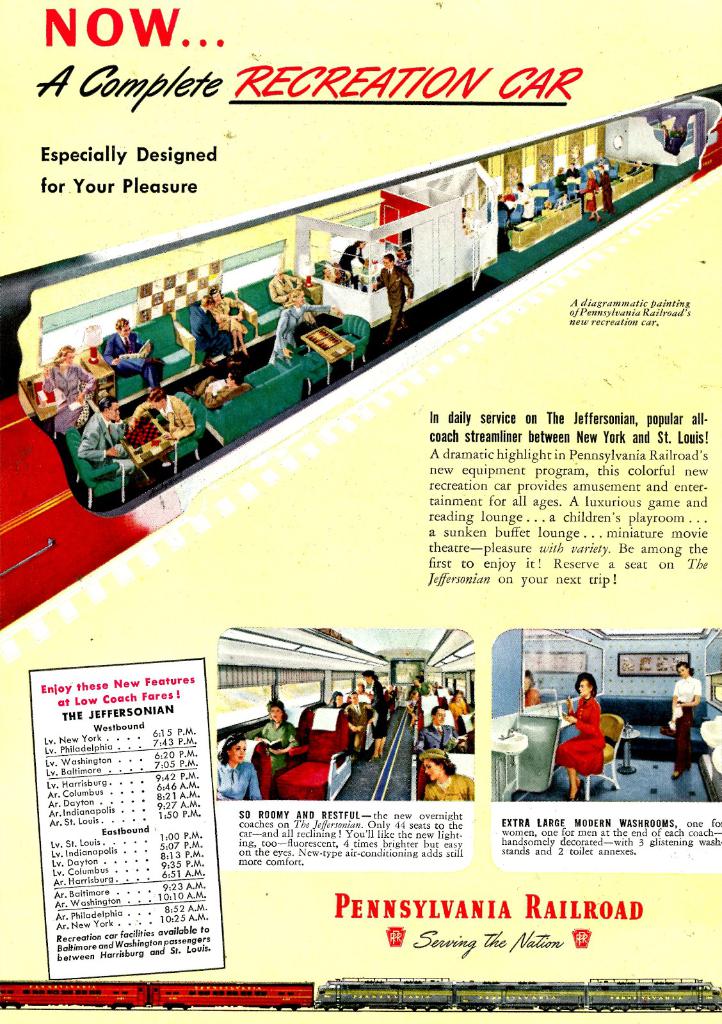 NOW...
A Complete RECREATION CAR
Especially Designed
for Your Pleasure
A diagrammatic painting
of Pennsylvania Railroad's
new recreation car.
In daily service on The Jeffersonian, popular all-
coach streamliner between New York and St. Louis!
A dramatic highlight in Pennsylvania Railroad's
new equipment program, this colorful new
recreation car provides amusement and enter-
tainment for all ages. A luxurious game and
reading lounge...a children's playroom...
a sunken buffet lounge...miniature movie
theatre—pleasure with variety. Be among the
first to enjoy it! Reserve a seat on The
Jeffersonian on your next trip!
Enjoy these New Features
at Low Coach Fares!
THE JEFFERSONIAN
Westbound
Lv. New York . . . . 6:15 P.M.
Lv. Philadelphia . . . 7:43 P.M.
Lv. Washington . . . 6:20 P.M.
Lv. Baltimore . . . . 7:05 P.M.
Lv. Harrisburg . . . . 9:42 P.M.
Ar. Columbus . . . . 6:46 A.M.
Ar. Dayton . . . . . 8:21 A.M.
Ar. Indianapolis . . . 9:27 A.M.
Ar. St. Louis . . . . 1:50 P.M.
Eastbound
Lv. St. Louis . . . . 1:00 P.M.
Lv. Indianapolis . . . 5:07 P.M.
Lv. Dayton . . . . . 8:13 P.M.
Lv. Columbus . . . . 9:35 P.M.
Ar. Harrisburg . . . . 6:51 A.M.
Ar. Baltimore . . . . 9:23 A.M.
Ar. Washington . . . 10:10 A.M.
Ar. Philadelphia . . . 8:52 A.M.
Ar. New York . . . . 10:25 A.M.
Recreation car facilities available to
Baltimore and Washington passengers
between Harrisburg and St. Louis.
SO ROOMY AND RESTFUL—the new overnight
coaches on The Jeffersonian. Only 44 seats to the
car—and all reclining! You'll like the new light-
ing, too—fluorescent, 4 times brighter but easy
on the eyes. New-type air-conditioning adds still
more comfort.
EXTRA LARGE MODERN WASHROOMS, one for
women, one for men at the end of each coach—
handsomely decorated—with 3 glistening wash-
stands and 2 toilet annexes.
PENNSYLVANIA RAILROAD
PRR Serving the Nation PRR
PENNSYLVANIA